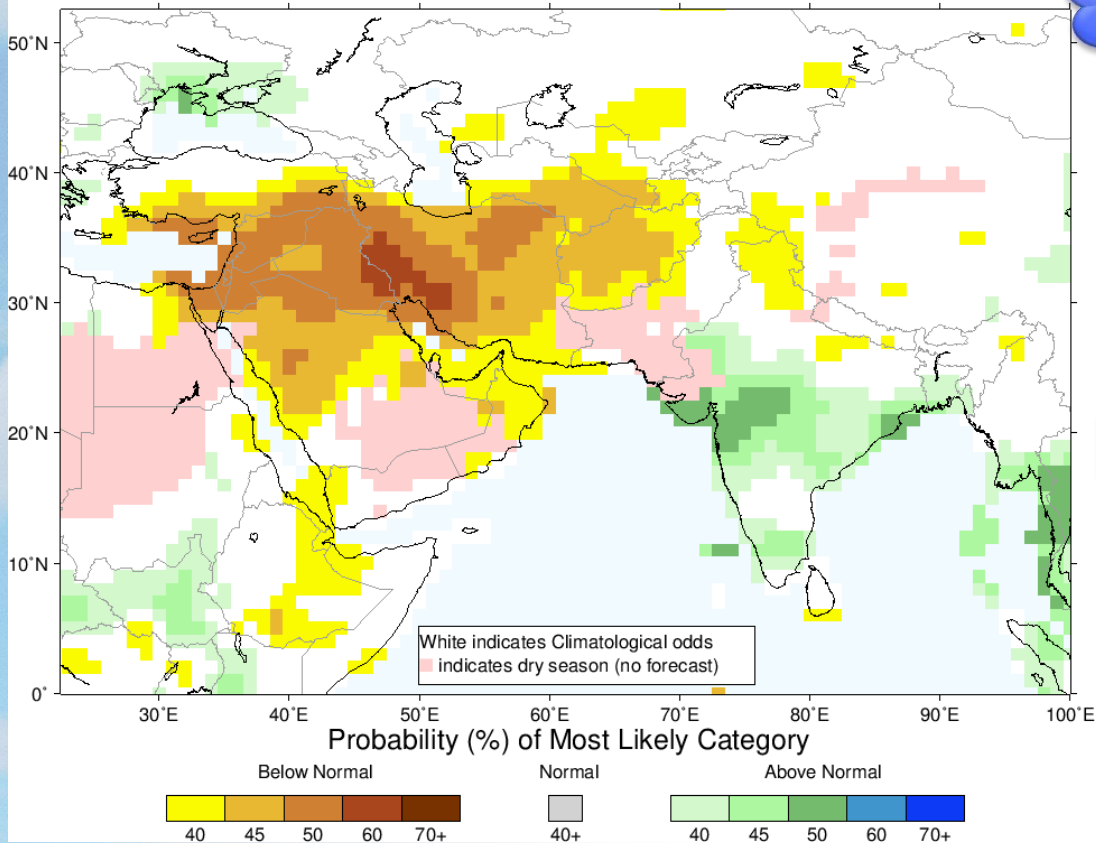 50°N
40°N
30°N
20°N
10°N
0°
30°E 40°E 50°E 60°E 70°E 80°E 90°E 100°E
White indicates Climatological odds
indicates dry season (no forecast)
Probability (%) of Most Likely Category
Below Normal Normal Above Normal
40 45 50 60 70+ 40+ 40 45 50 60 70+